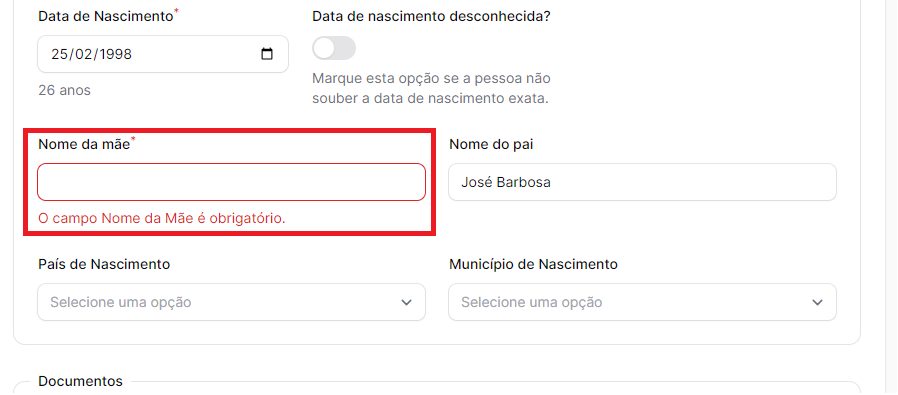 Data de Nascimento*
Data de nascimento desconhecida?
25/02/1998
26 anos
Marque esta opção se a pessoa não
souber a data de nascimento exata.
Nome da mãe*
Nome do pai
José Barbosa
O campo Nome da Mãe é obrigatório.
País de Nascimento
Município de Nascimento
Selecione uma opção
Selecione uma opção
Documentos